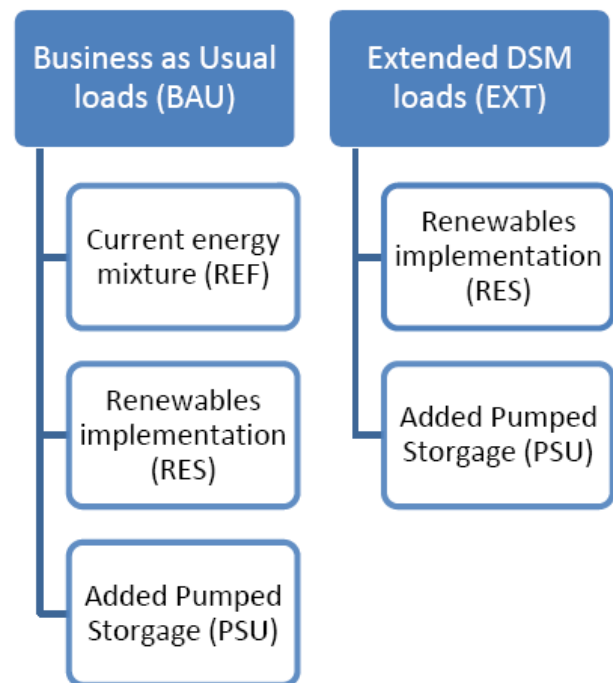 Business as Usual
loads (BAU)
Current energy
mixture (REF)
Renewables
implementation
(RES)
Added Pumped
Storgage (PSU)
Extended DSM
loads (EXT)
Renewables
implementation
(RES)
Added Pumped
Storgage (PSU)